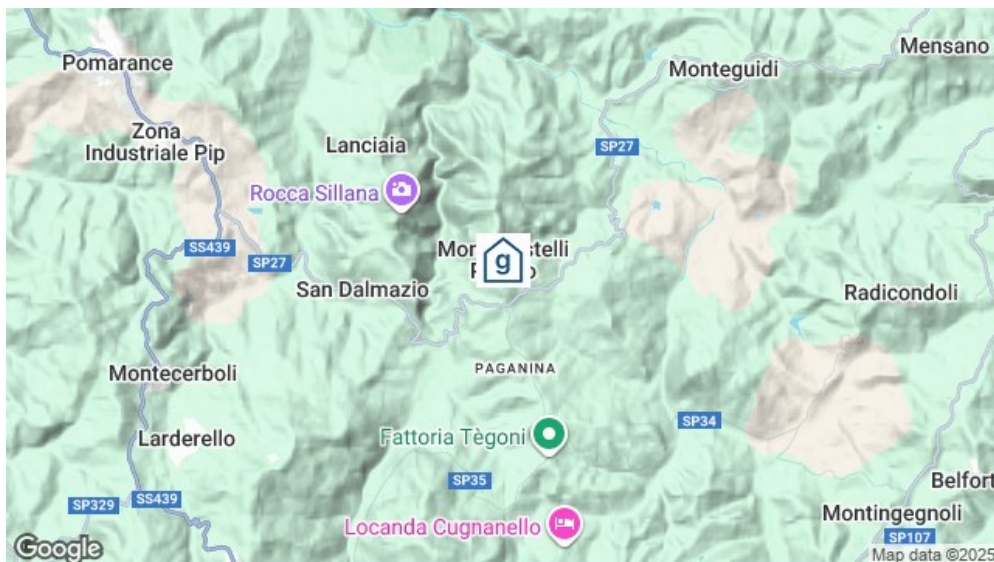 Mensano
Pomarance
Monteguidi
Zona
Industriale Pip
Lanciaia
SP27
Rocca Sillana
SS439
SP27
g
San Dalmazio
Radicondoli
PAGANINA
Montecerboli
SP34
Larderello
Fattoria Tègoni
SP35
Belfort
SP329
SS439
Locanda Cugnanello
Montingegnoli
SP107
Google
Map data ©2025